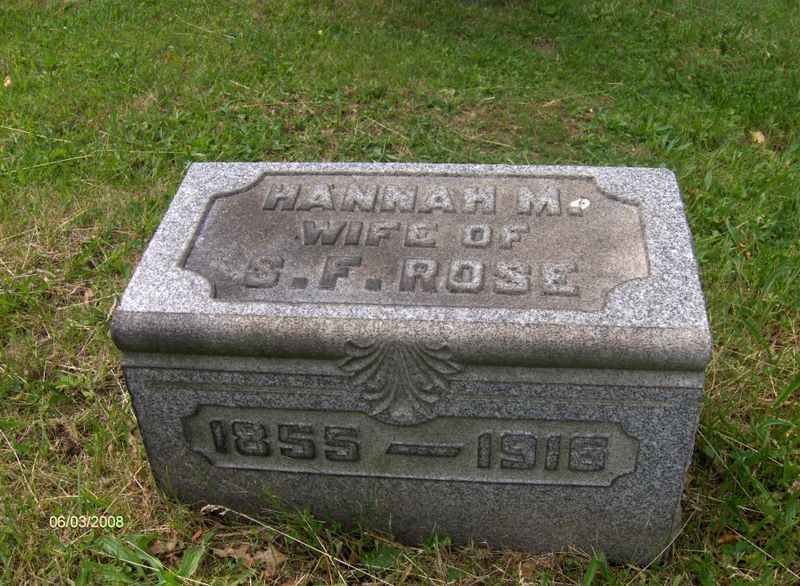 HANNAH M.
WIFE OF
S. F. ROSE
1855 — 1916
06/03/2008